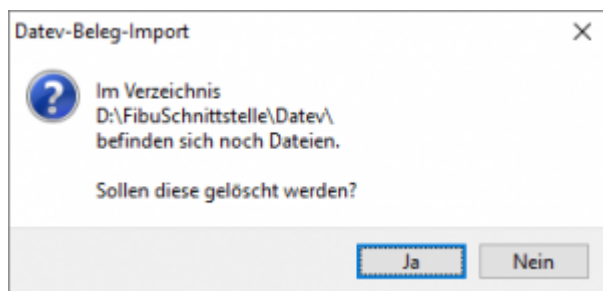 Datev-Beleg-Import
Im Verzeichnis
D:\FibuSchnittstelle\Datev\
befinden sich noch Dateien.
Sollen diese gelöscht werden?
Ja
Nein